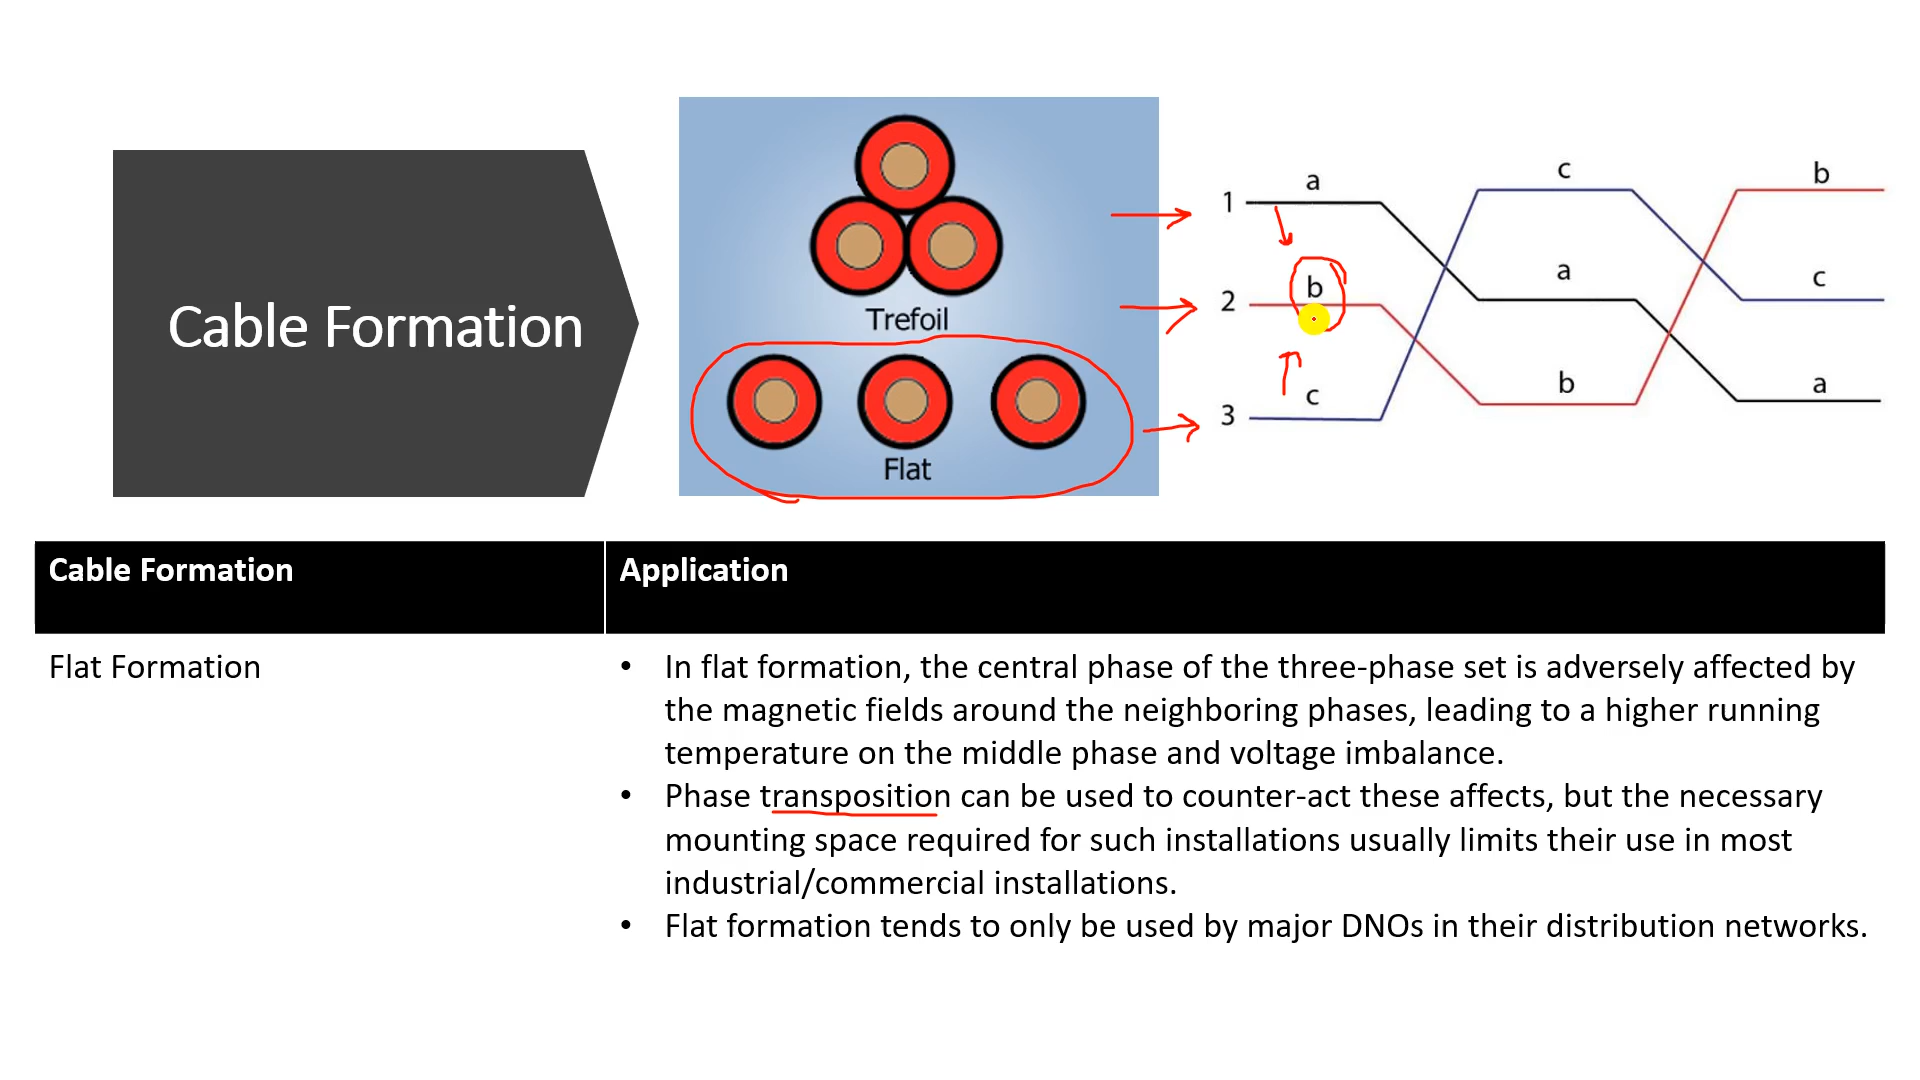 Cable Formation
Trefoil
Flat
a c b
1
b a c
2
c b a
3
Cable Formation Application
Flat Formation
• In flat formation, the central phase of the three-phase set is adversely affected by
the magnetic fields around the neighboring phases, leading to a higher running
temperature on the middle phase and voltage imbalance.
• Phase transposition can be used to counter-act these affects, but the necessary
mounting space required for such installations usually limits their use in most
industrial/commercial installations.
• Flat formation tends to only be used by major DNOs in their distribution networks.